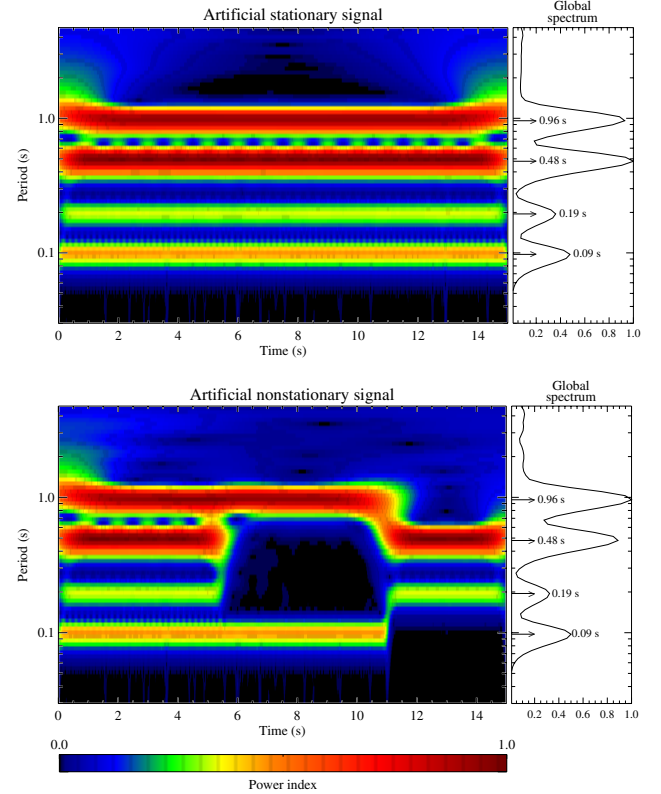 Artificial stationary signal
Global
spectrum
Period (s)
1.0
0.1
0.96 s
0.48 s
0.19 s
0.09 s
0 2 4 6 8 10 12 14
0.2 0.4 0.6 0.8 1.0
Time (s)
Artificial nonstationary signal
Global
spectrum
Period (s)
1.0
0.1
0.96 s
0.48 s
0.19 s
0.09 s
0 2 4 6 8 10 12 14
0.2 0.4 0.6 0.8 1.0
Time (s)
0.0 1.0
Power index